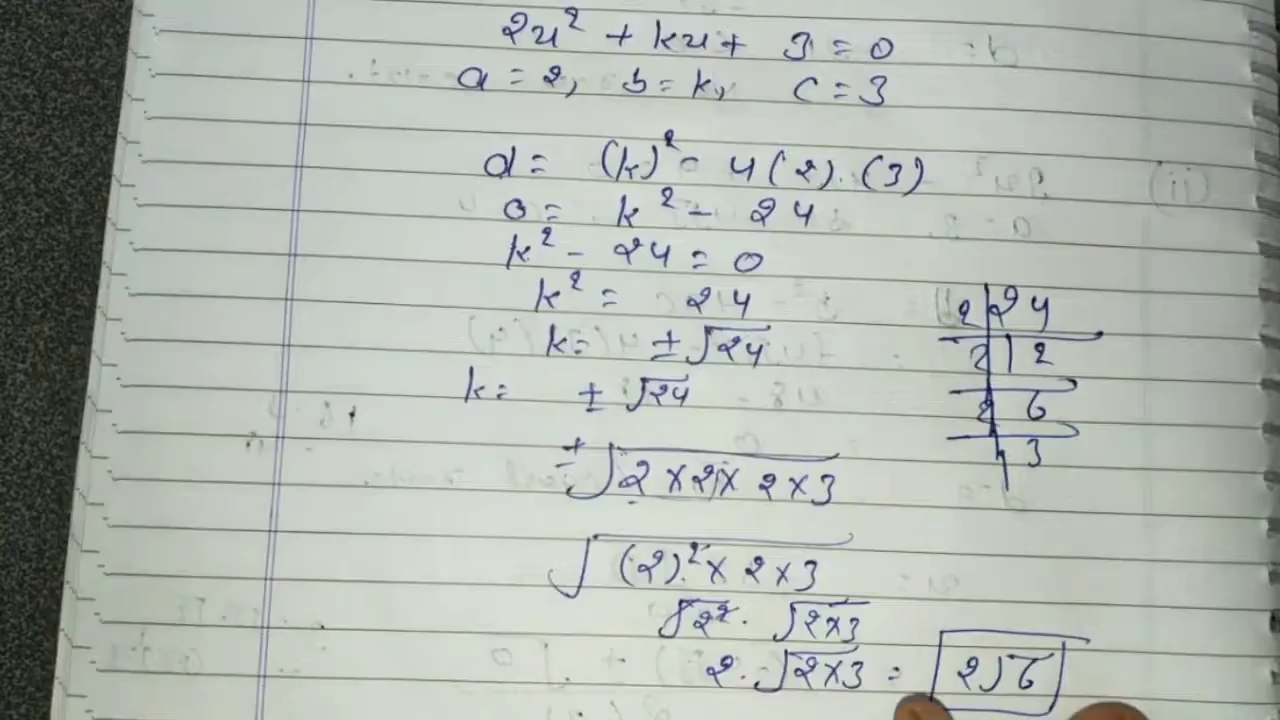 2x² + kx + 3 = 0
a = 2, b = k, c = 3
d = (k)² - 4(2).(3)
0 = k² - 24
k² - 24 = 0
k² = 24
k = ±√24
k = ±√24
±√2×2×2×3
√(2)²×2×3
√2² . √2×3
2.√2×3 = 2√6
2 | 24
2 | 12
2 | 6
3
(ii)